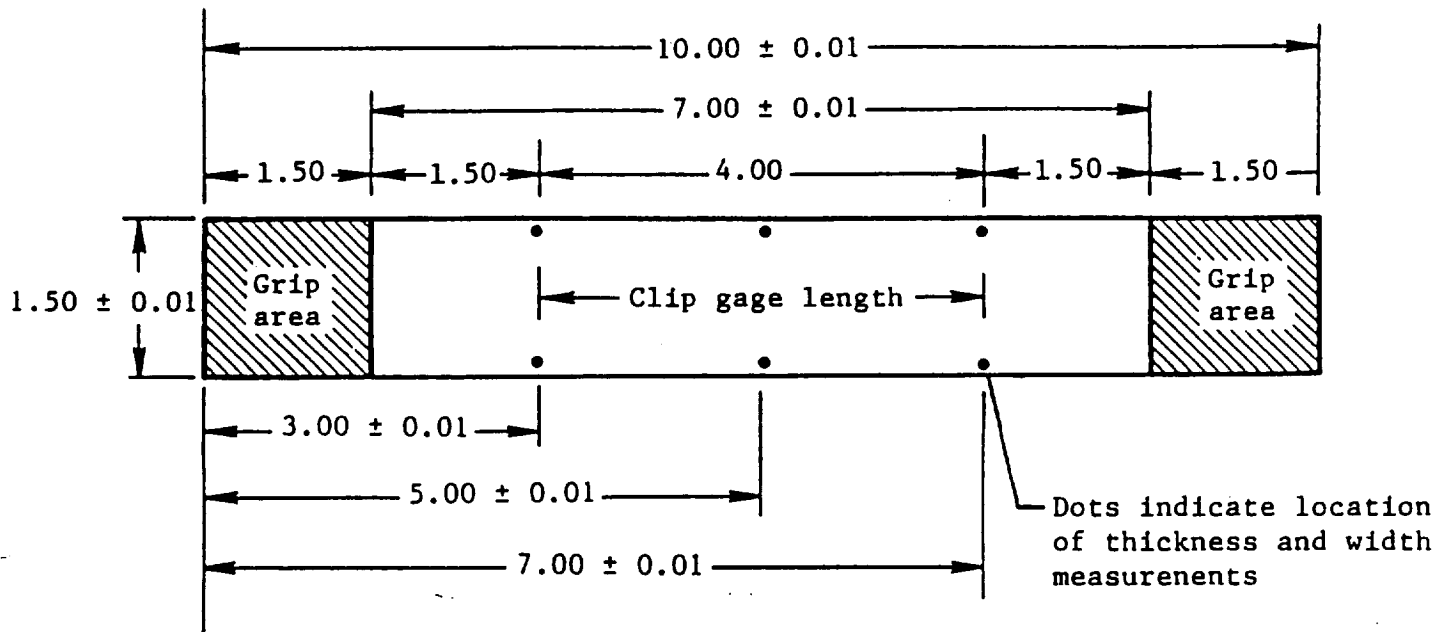 10.00 ± 0.01
7.00 ± 0.01
1.50
1.50
4.00
1.50
1.50
1.50 ± 0.01
Grip
area
Clip gage length
Grip
area
3.00 ± 0.01
5.00 ± 0.01
7.00 ± 0.01
Dots indicate location
of thickness and width
measurenents